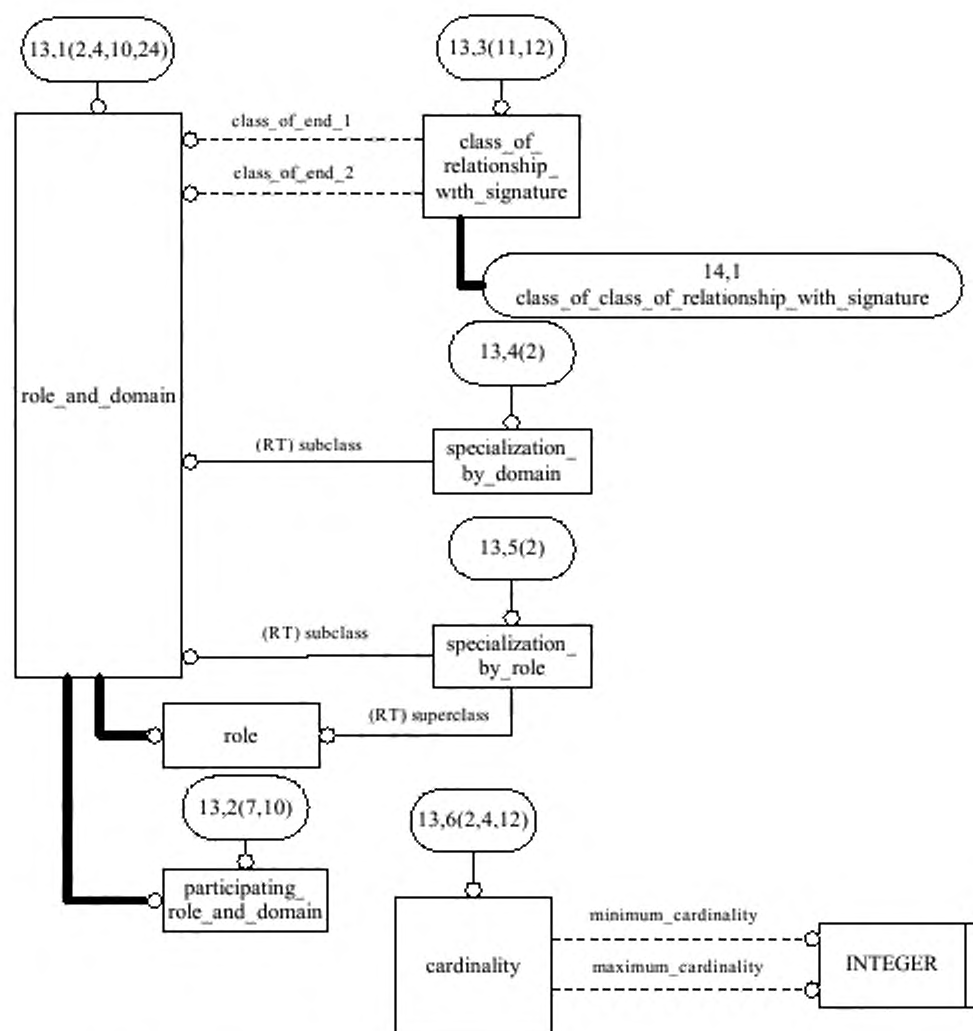 13,1(2,4,10,24)
13,3(11,12)
class_of_end_1
class_of_
relationship_
with_signature
class_of_end_2
14,1
class_of_class_of_relationship_with_signature
13,4(2)
role_and_domain
(RT) subclass
specialization_
by_domain
13,5(2)
(RT) subclass
specialization_
by_role
(RT) superclass
role
13,2(7,10)
13,6(2,4,12)
participating_
role_and_domain
minimum_cardinality
cardinality
INTEGER
maximum_cardinality